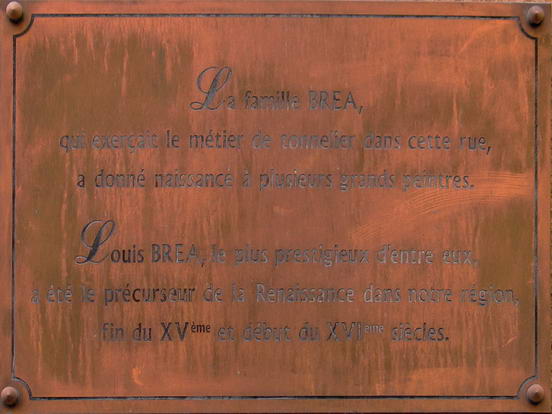 La famille BREA,
qui exerçait le métier de tonnelier dans cette rue,
a donné naissance à plusieurs grands peintres.
Louis BREA, le plus prestigieux d'entre eux,
a été le précurseur de la Renaissance dans notre région,
fin du XVème et début du XVIème siècles.